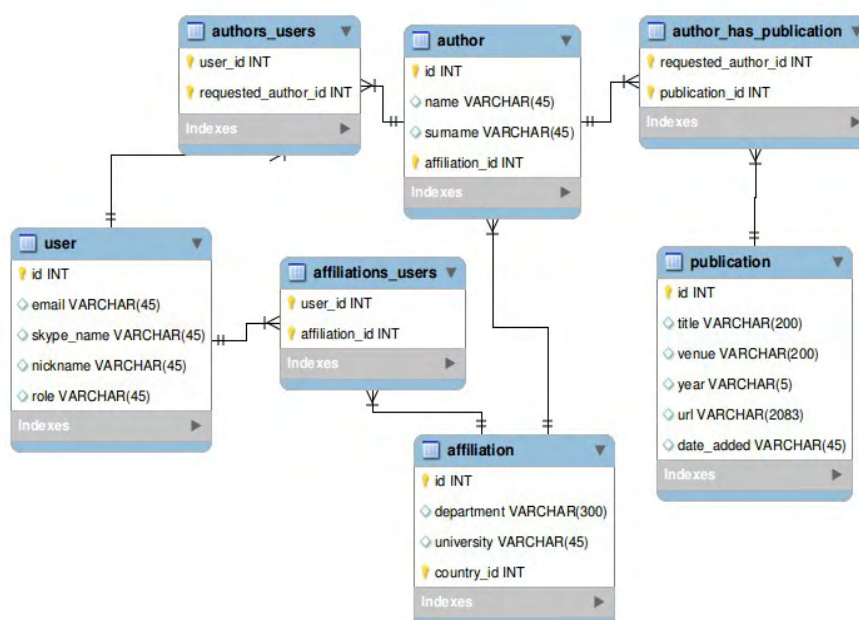 authors_users
user_id INT
requested_author_id INT
Indexes
author
id INT
name VARCHAR(45)
surname VARCHAR(45)
affiliation_id INT
Indexes
author_has_publication
requested_author_id INT
publication_id INT
Indexes
user
id INT
email VARCHAR(45)
skype_name VARCHAR(45)
nickname VARCHAR(45)
role VARCHAR(45)
Indexes
affiliations_users
user_id INT
affiliation_id INT
Indexes
publication
id INT
title VARCHAR(200)
venue VARCHAR(200)
year VARCHAR(5)
url VARCHAR(2083)
date_added VARCHAR(45)
Indexes
affiliation
id INT
department VARCHAR(300)
university VARCHAR(45)
country_id INT
Indexes